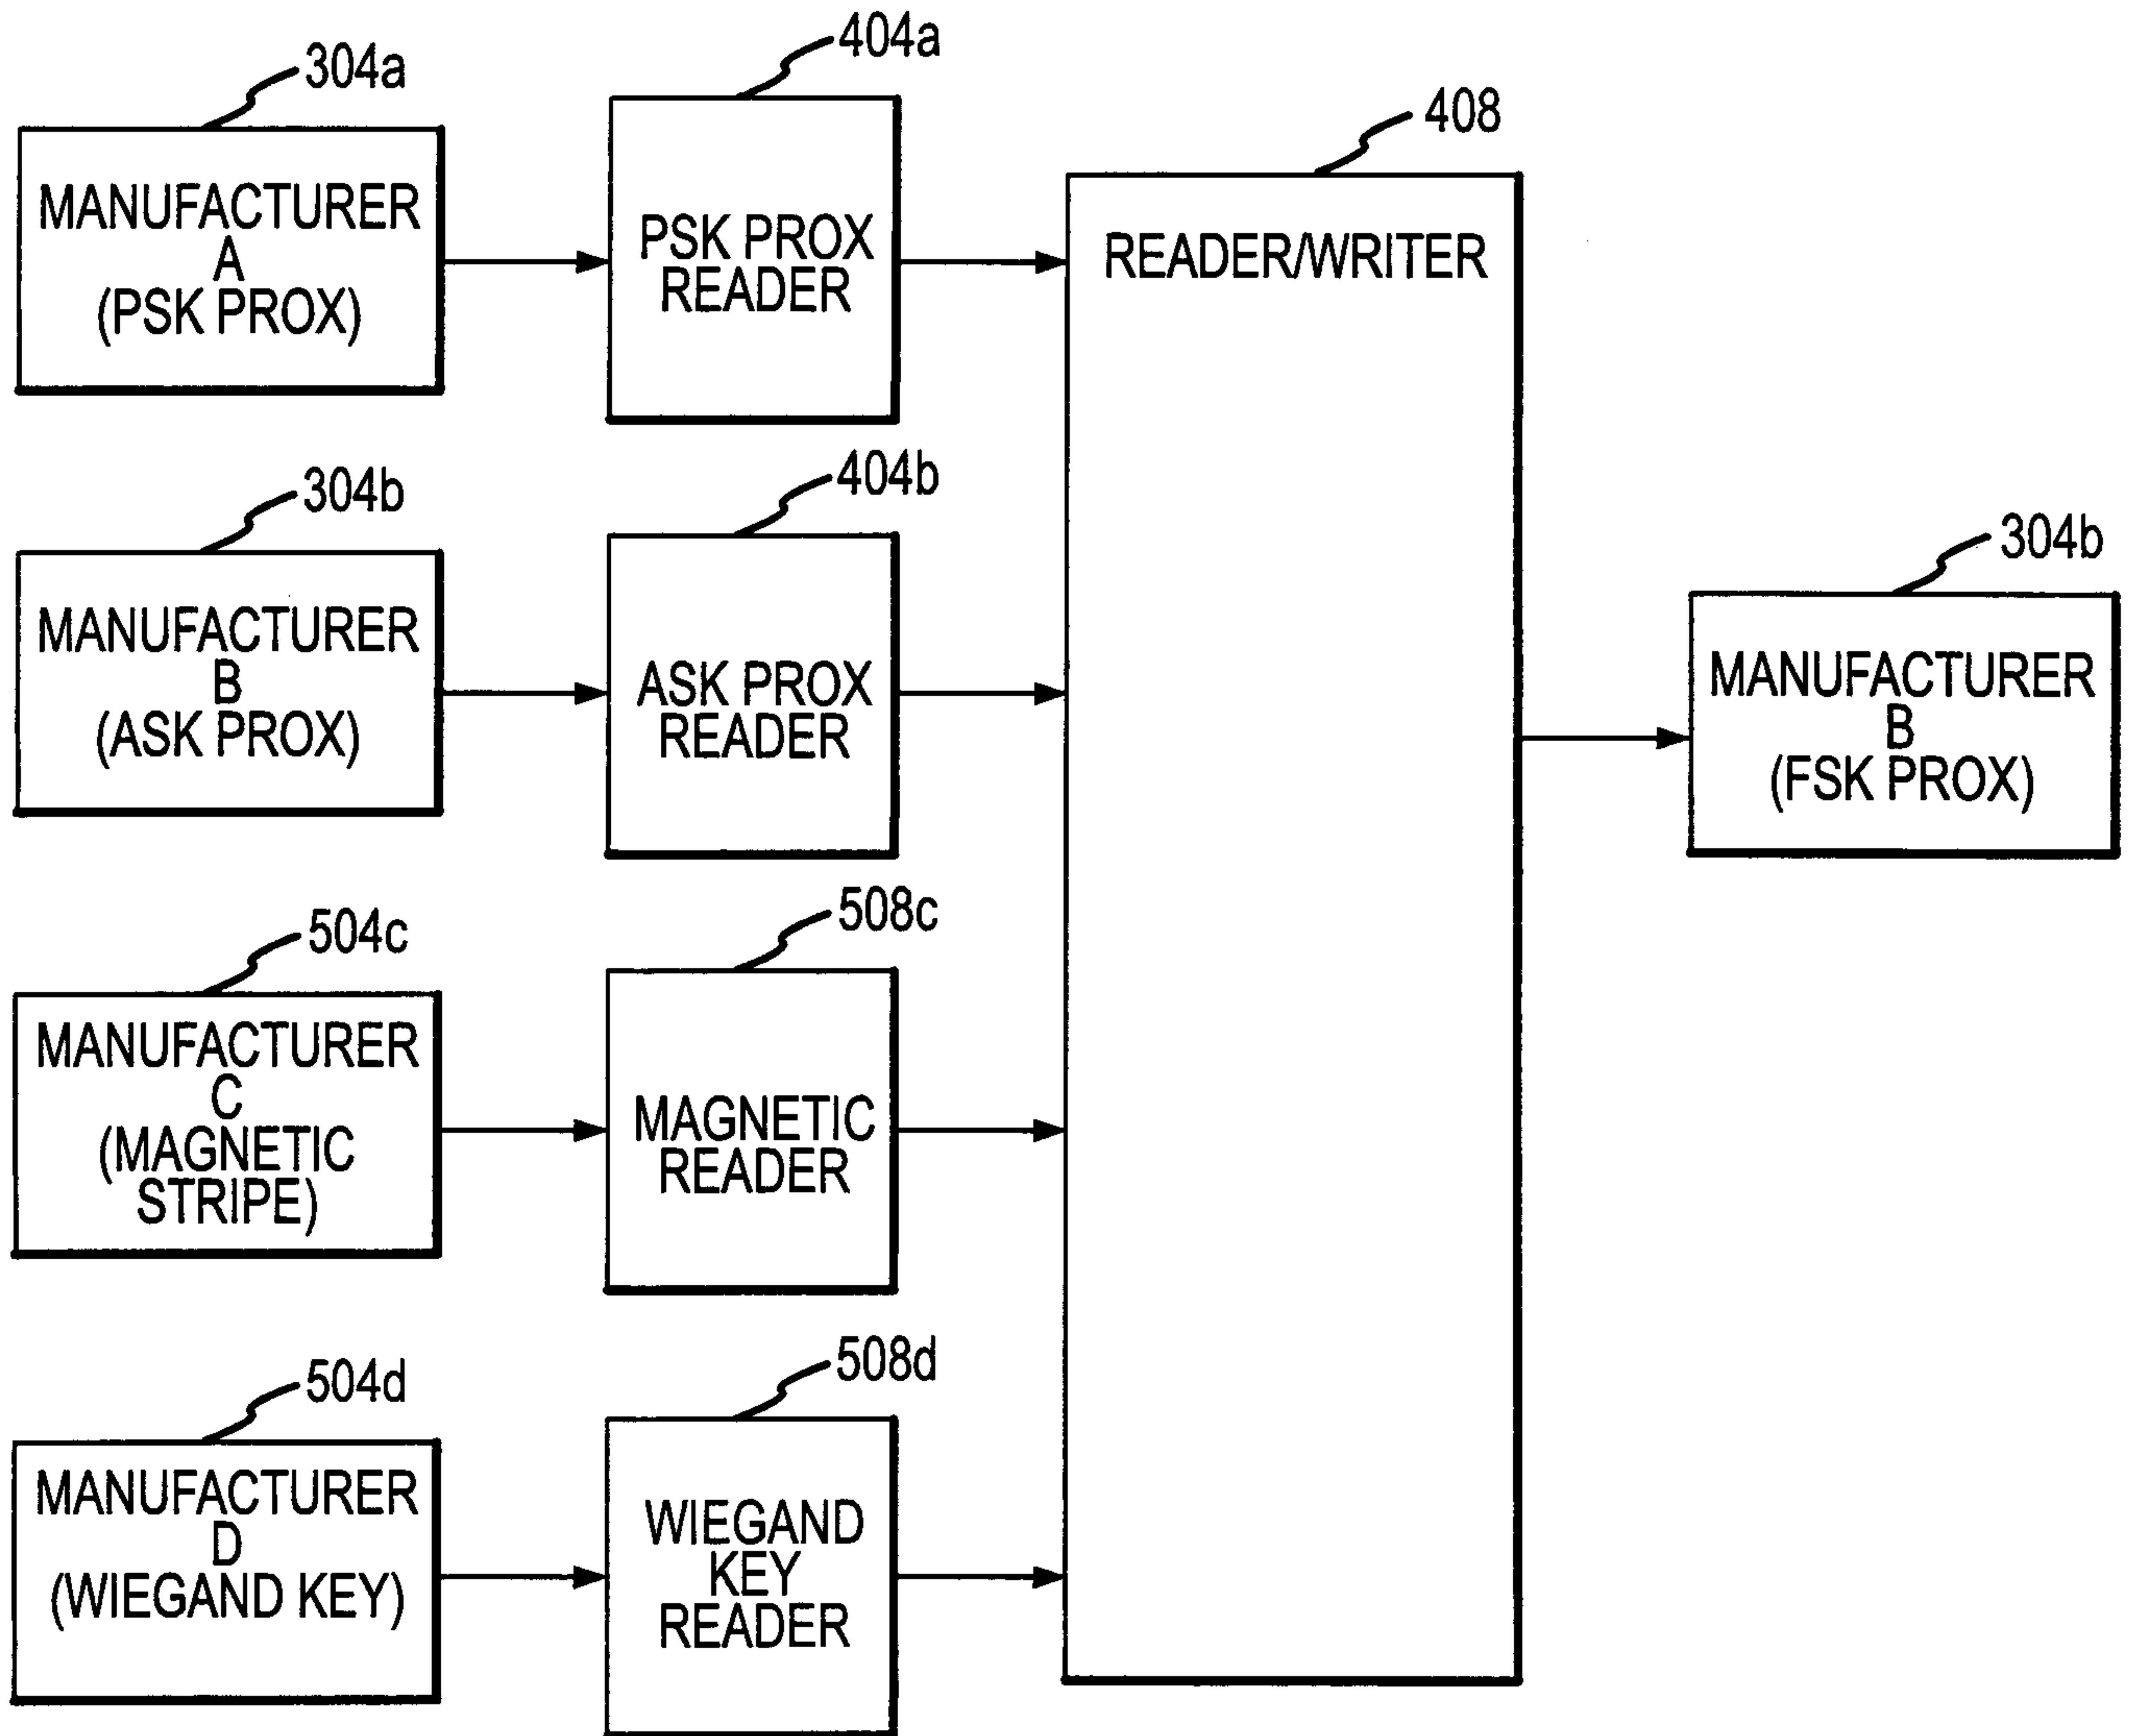 304a
MANUFACTURER
A
(PSK PROX)
404a
PSK PROX
READER
408
READER/WRITER
304b
MANUFACTURER
B
(ASK PROX)
404b
ASK PROX
READER
304b
MANUFACTURER
B
(FSK PROX)
504c
MANUFACTURER
C
(MAGNETIC
STRIPE)
508c
MAGNETIC
READER
504d
MANUFACTURER
D
(WIEGAND KEY)
508d
WIEGAND
KEY
READER